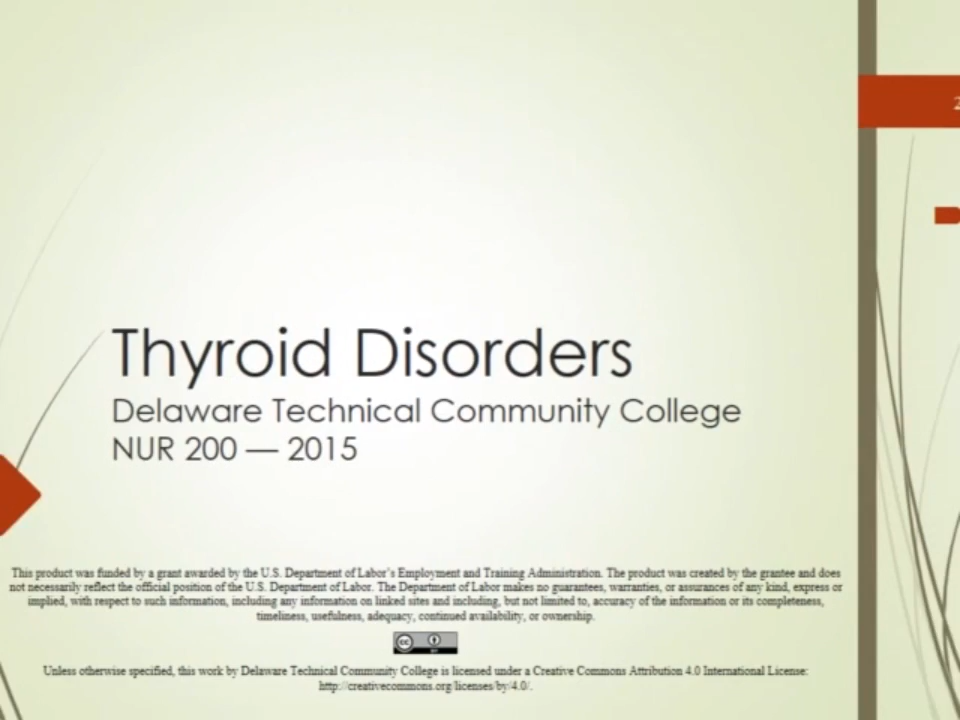 Thyroid Disorders
Delaware Technical Community College
NUR 200 — 2015
This product was funded by a grant awarded by the U.S. Department of Labor's Employment and Training Administration. The product was created by the grantee and does
not necessarily reflect the official position of the U.S. Department of Labor. The Department of Labor makes no guarantees, warranties, or assurances of any kind, express or
implied, with respect to such information, including any information on linked sites and including, but not limited to, accuracy of the information or its completeness,
timeliness, usefulness, adequacy, continued availability, or ownership.
Unless otherwise specified, this work by Delaware Technical Community College is licensed under a Creative Commons Attribution 4.0 International License:
http://creativecommons.org/licenses/by/4.0/.